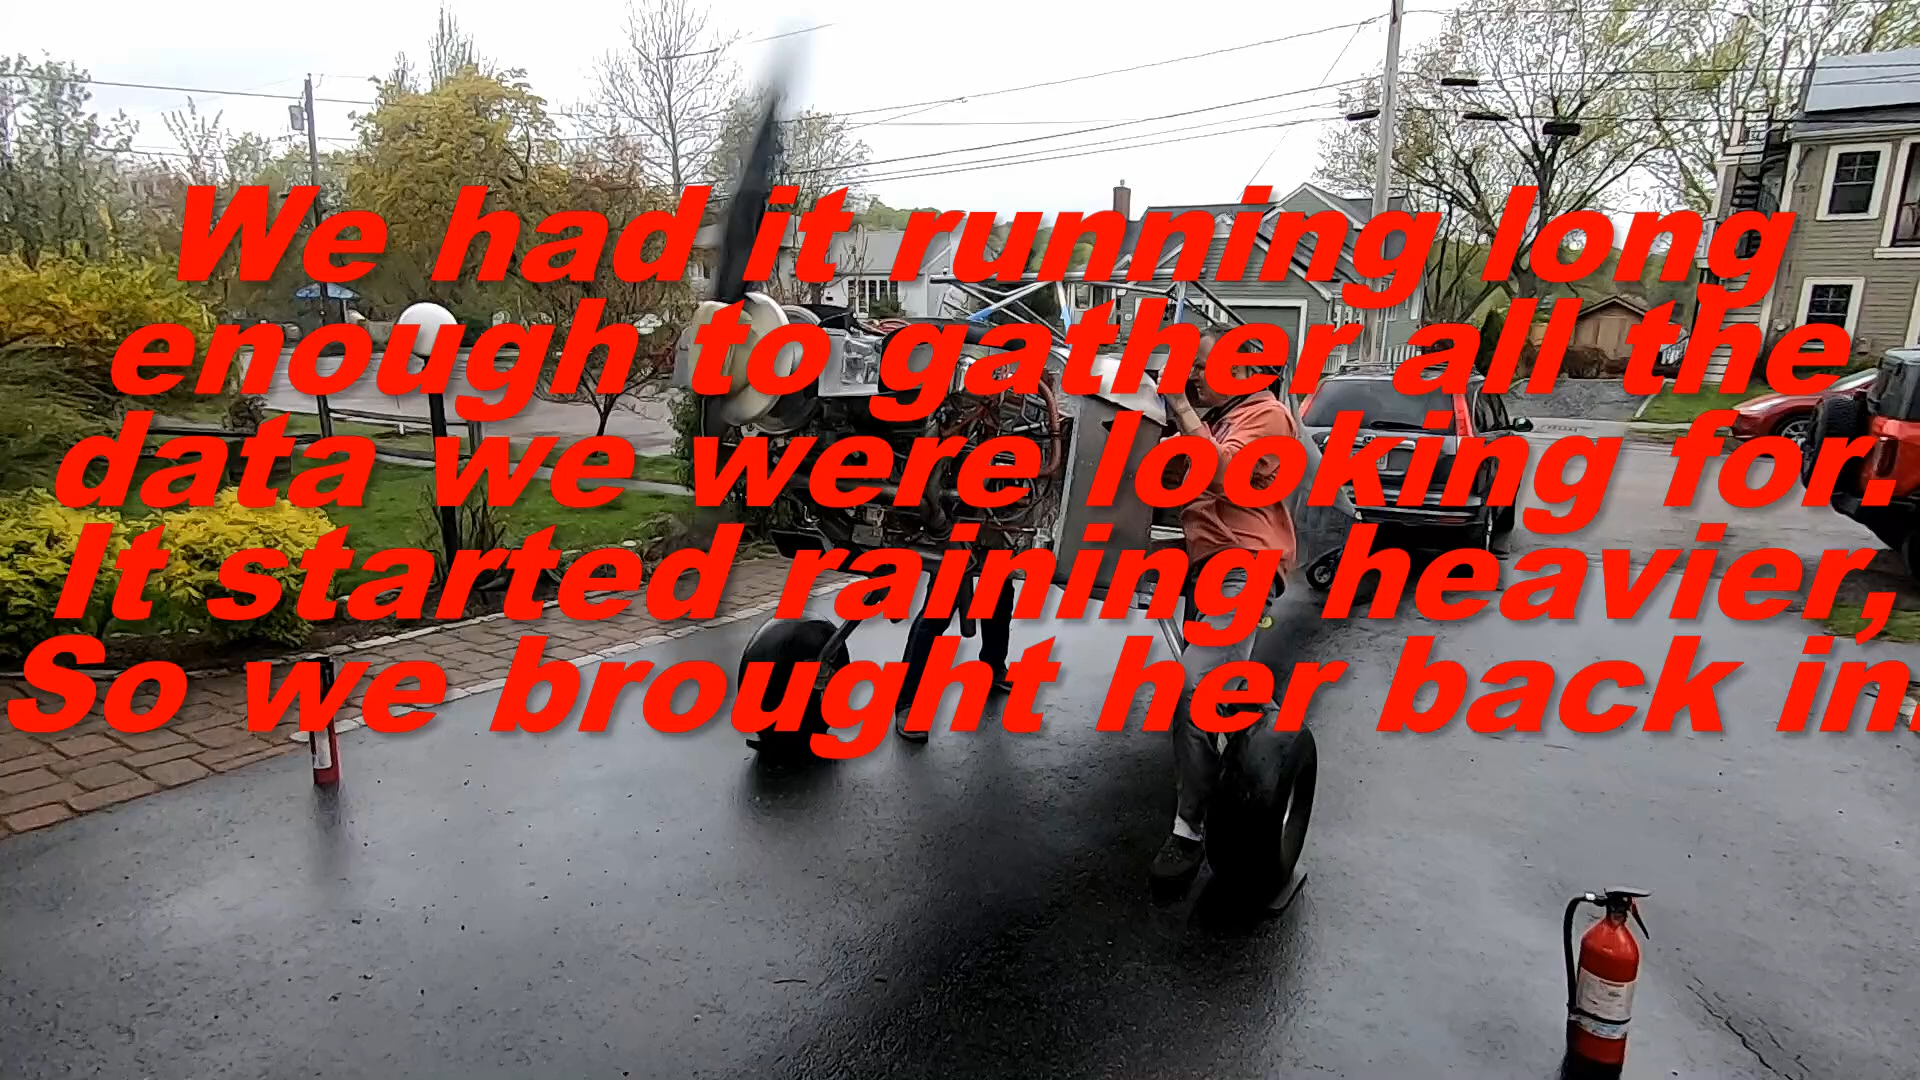 We had it running long
enough to gather all the
data we were looking for.
It started raining heavier,
So we brought her back in.